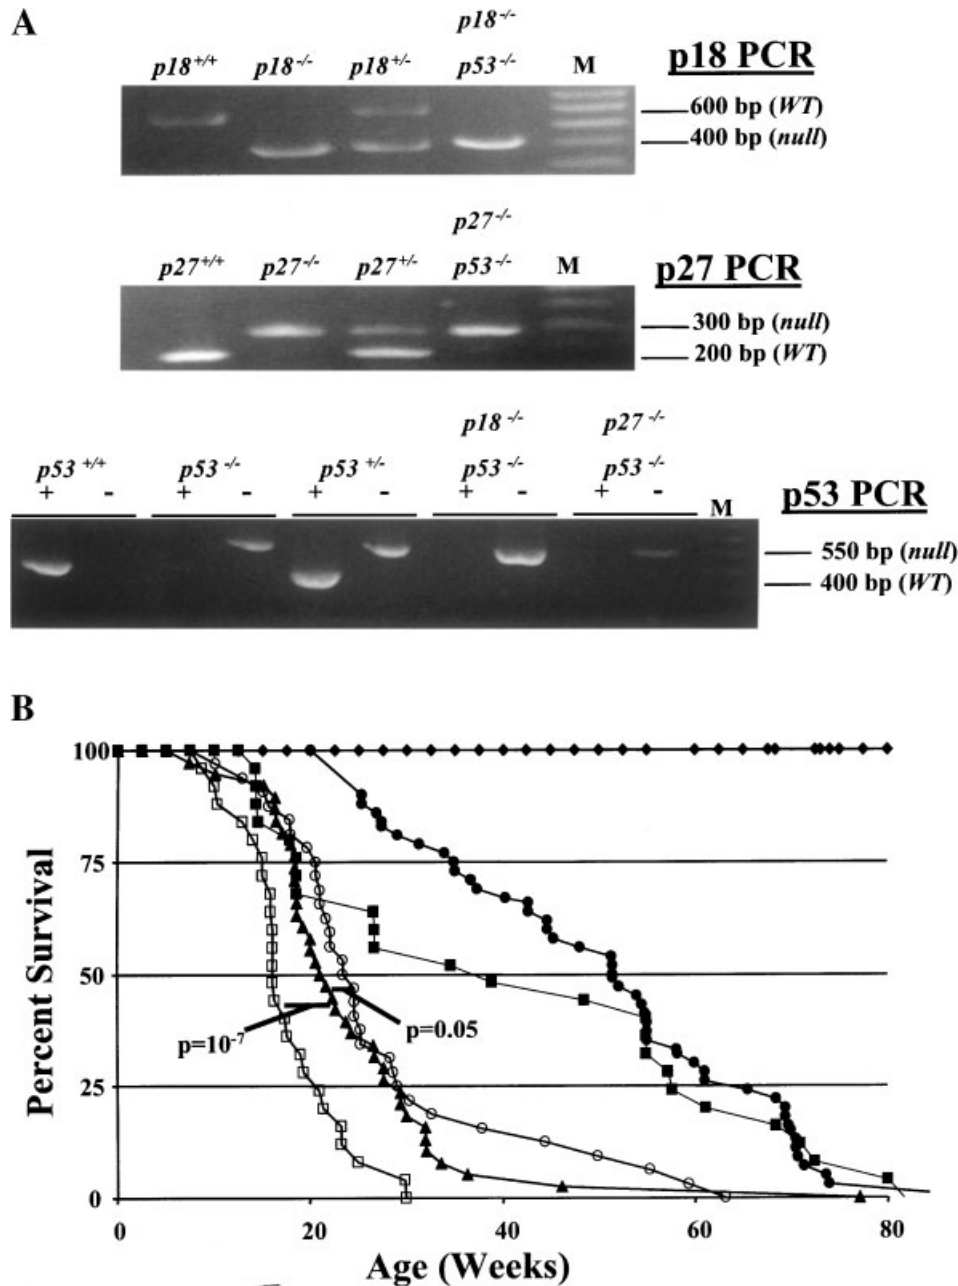 A
p18-/-
p18+/+ p18-/- p18+/- p53-/- M p18 PCR
600 bp (WT)
400 bp (null)
p27-/-
p27+/+ p27-/- p27+/- p53-/- M p27 PCR
300 bp (null)
200 bp (WT)
p18 -/- p27 -/-
p53 +/+ p53 -/- p53 +/- p53 -/- p53 -/-
+ - + - + - + - + - M p53 PCR
550 bp (null)
400 bp (WT)
B
100
75
50
25
0
Percent Survival
p=10-7
p=0.05
0 20 40 60 80
Age (Weeks)